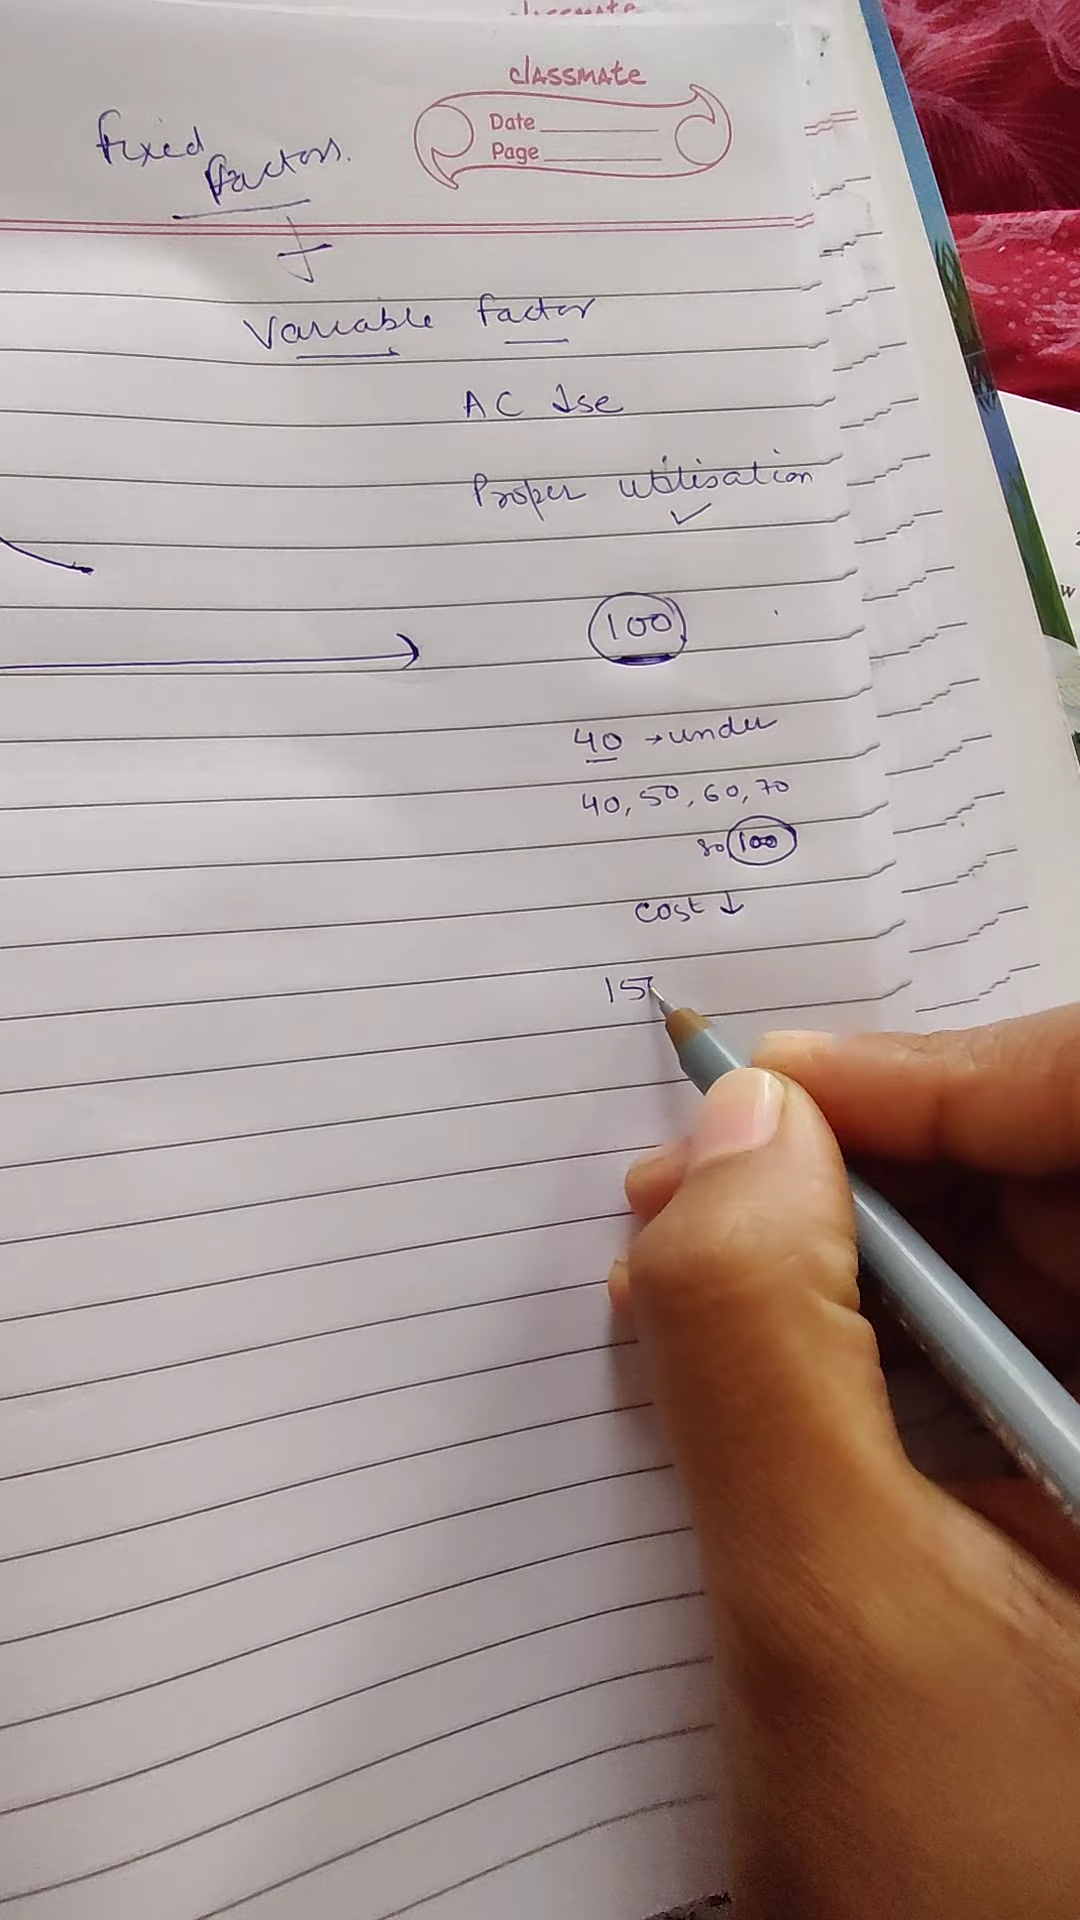 classmate
Date
Page
fixed
factors.
+
Variable factor
AC ↓se
Proper utilisation
✓
100
40 → under
40, 50, 60, 70
80 100
cost ↓
15